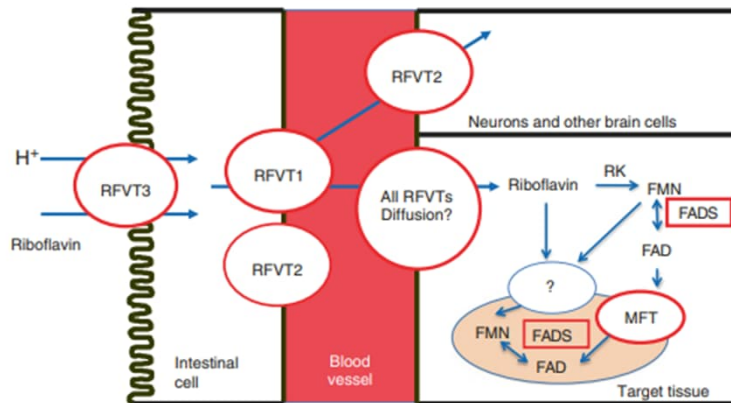 RFVT2
Neurons and other brain cells
H+
RFVT3
Riboflavin
RFVT1
RFVT2
All RFVTs
Diffusion?
Riboflavin
RK
FMN
FADS
FAD
?
MFT
FMN
FADS
FAD
Intestinal
cell
Blood
vessel
Target tissue